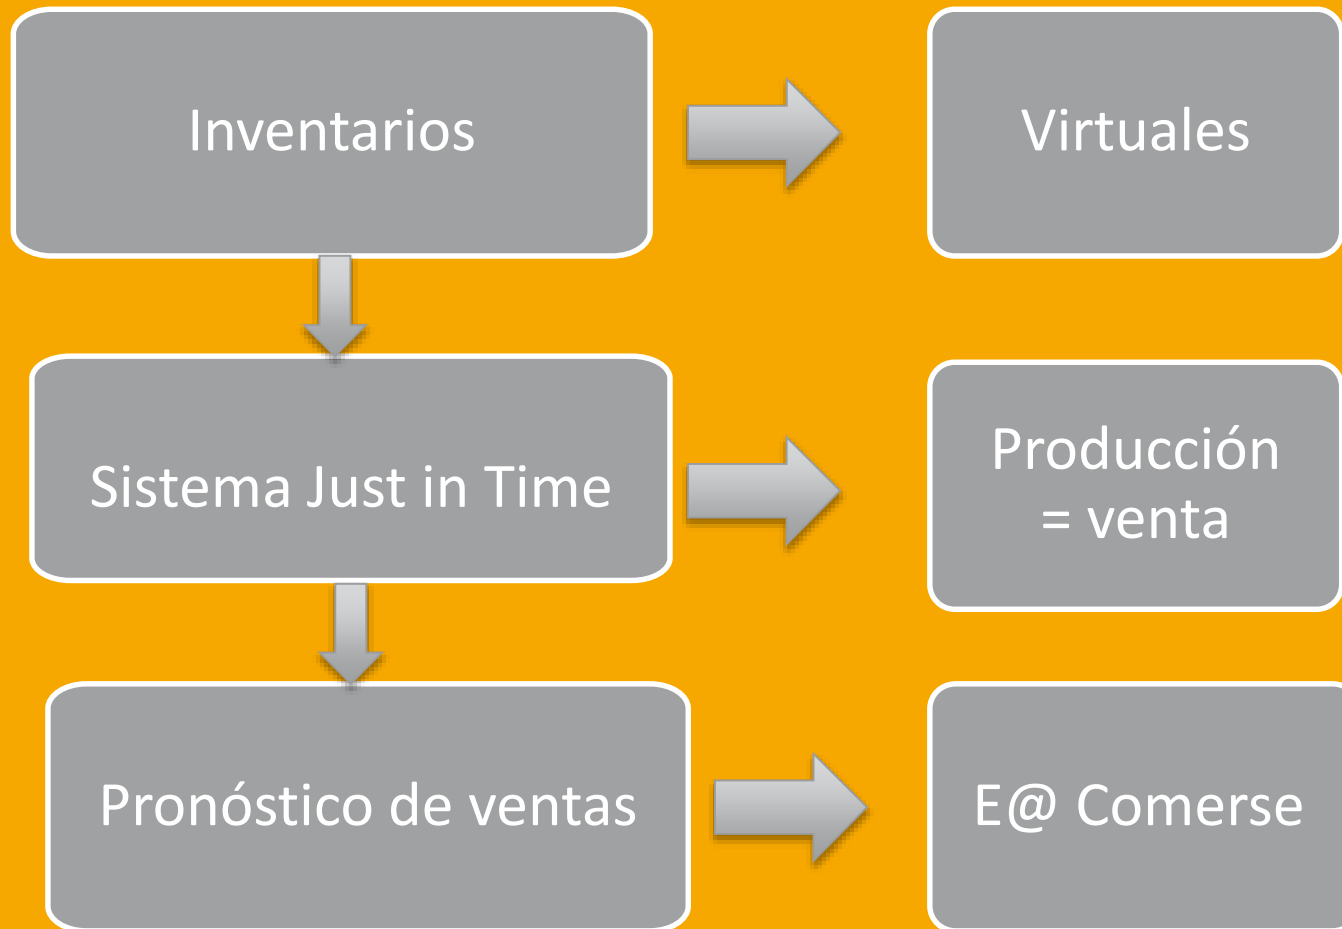 Inventarios
Virtuales
Sistema Just in Time
Producción
= venta
Pronóstico de ventas
E@ Comerse